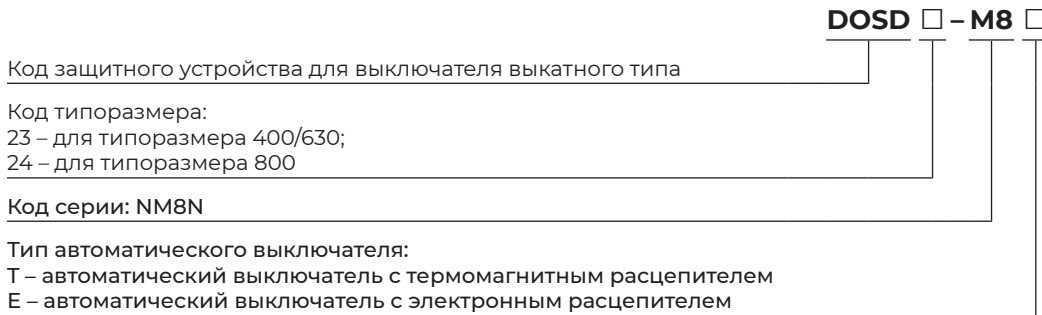 DOSD □ – M8 □
Код защитного устройства для выключателя выкатного типа
Код типоразмера:
23 – для типоразмера 400/630;
24 – для типоразмера 800
Код серии: NM8N
Тип автоматического выключателя:
Т – автоматический выключатель с термомагнитным расцепителем
Е – автоматический выключатель с электронным расцепителем